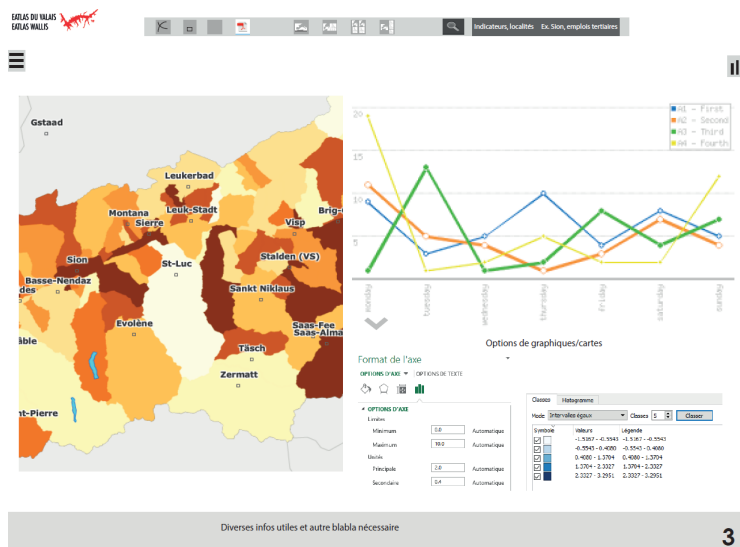 EATLAS DU VALAIS
EATLAS WALLIS
Indicateurs, localités Ex. Sion, emplois tertiaires
Gstaad
Leukerbad
Montana
Sierre
Leuk-Stadt
Visp
Brig-
Sion
St-Luc
Stalden (VS)
Basse-Nendaz
des
Sankt Niklaus
Evolène
Saas-Fee
Saas-Alma
âble
Täsch
Zermatt
nt-Pierre
20
15
10
5
A1 - First
A2 - Second
A3 - Third
A4 - Fourth
monday
tuesday
wednesday
thursday
friday
saturday
sunday
Options de graphiques/cartes
Format de l'axe
OPTIONS D'AXE OPTIONS DE TEXTE
OPTIONS D'AXE
Limites
Minimum 0.0 Automatique
Maximum 10.0 Automatique
Unités
Principale 2.0 Automatique
Secondaire 0.4 Automatique
Classes Histogramme
Mode Intervalles égaux Classes 5 Classer
Symbole Valeurs Légende
-1.5167 - -0.5543 -1.5167 - -0.5543
-0.5543 - 0.4080 -0.5543 - 0.4080
0.4080 - 1.3704 0.4080 - 1.3704
1.3704 - 2.3327 1.3704 - 2.3327
2.3327 - 3.2951 2.3327 - 3.2951
Diverses infos utiles et autre blabla nécessaire
3